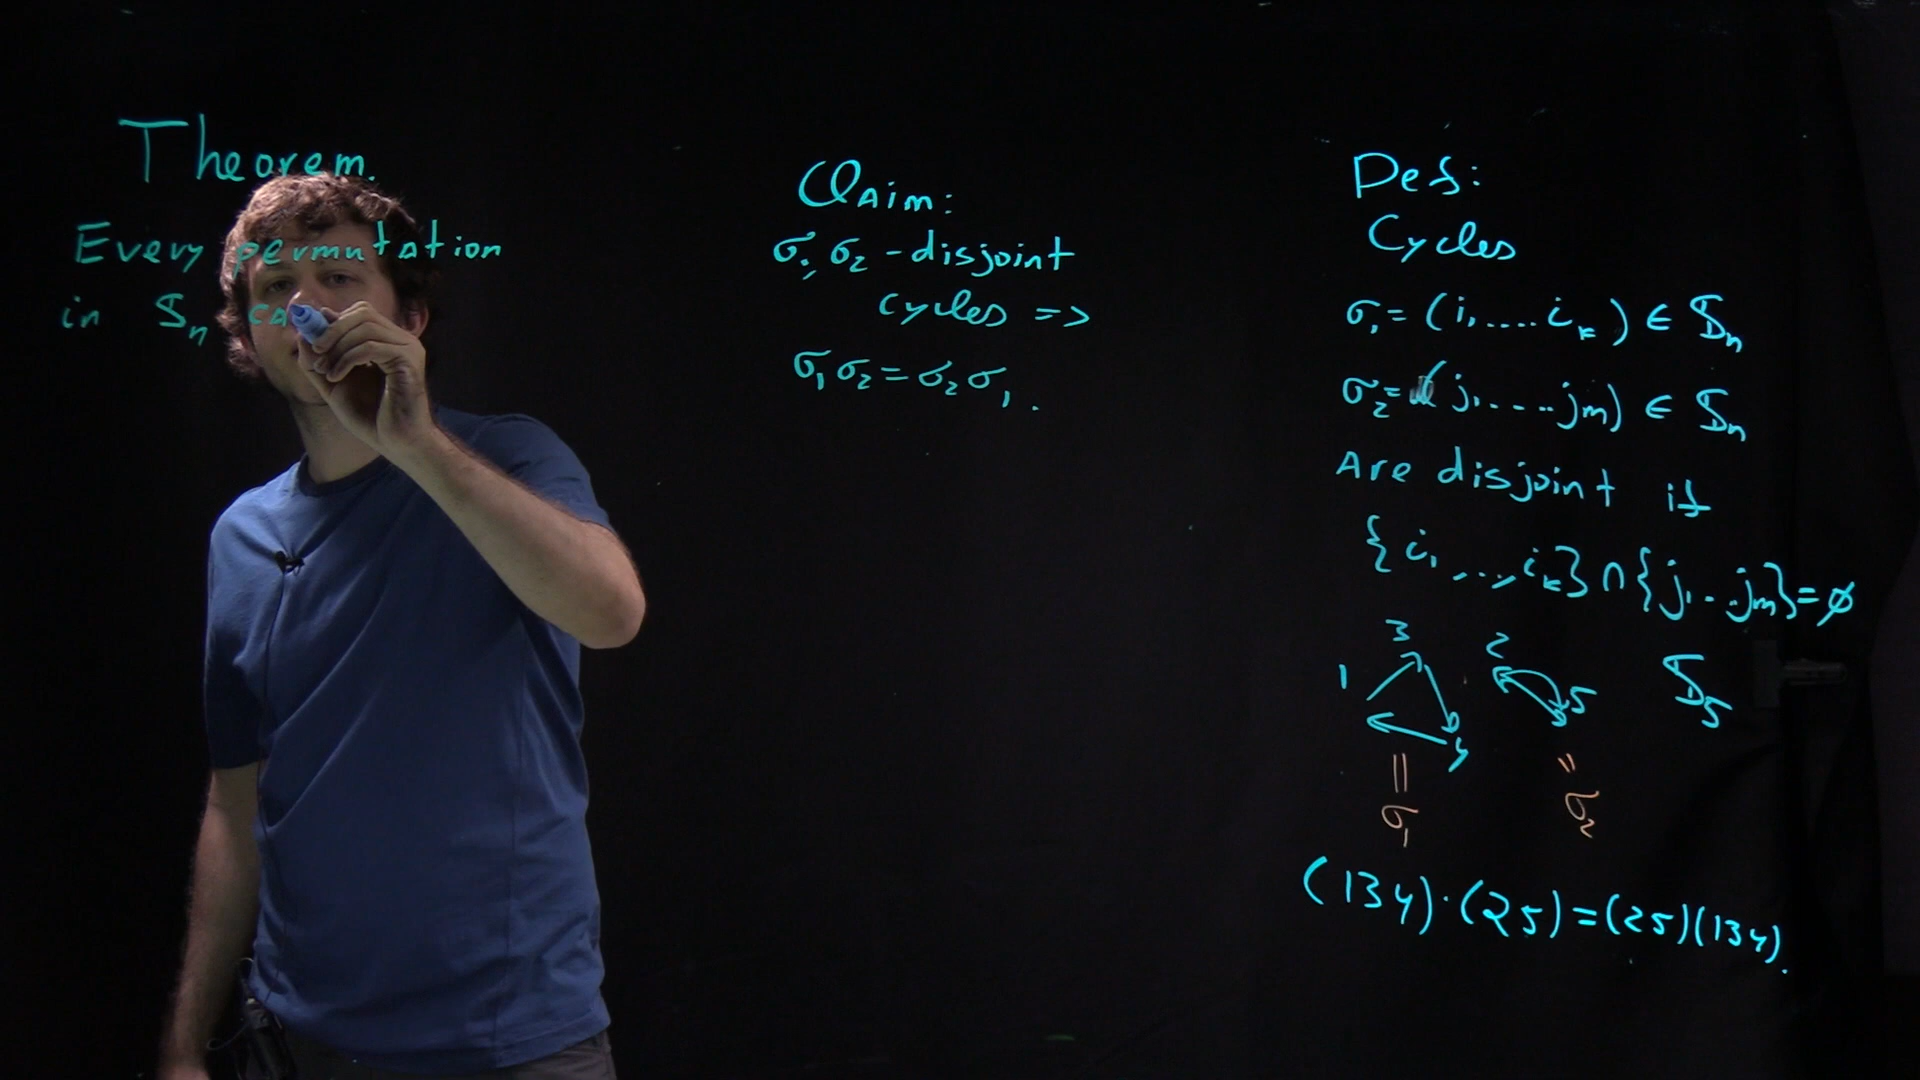 Theorem.
Every permutation
in 𝕊ₙ ca
Claim:
σ₁, σ₂ - disjoint
cycles =>
σ₁σ₂ = σ₂σ₁.
Def:
Cycles
σ₁ = (i₁....iₖ) ∈ 𝕊ₙ
σ₂ = (j₁....jₘ) ∈ 𝕊ₙ
Are disjoint if
{i₁,..,iₖ} ∩ {j₁..jₘ} = ∅
3 2
1 5 𝕊₅
4
= =
σ₁ σ₂
(134)·(25)=(25)(134).